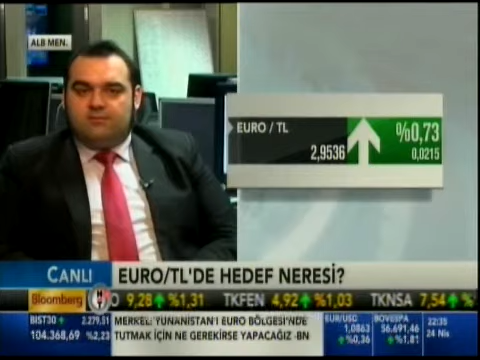 ALB MEN.
EURO / TL
2,9536
%0,73
0,0215
CANLI
EURO/TL'DE HEDEF NERESİ?
Bloomberg HT O 9,28 %1,31 TKFEN 4,92 %1,03 TKNSA 7,54
BIST30 2.279,51
104.368,69 %2,23
MERKEL: YUNANİSTAN'I EURO BÖLGESİ'NDE
TUTMAK İÇİN NE GEREKİRSE YAPACAĞIZ -BN
EUR/USD
1,0863
%0,36
BOVESPA
56.691,46
%1,81
22:35
24 Nis